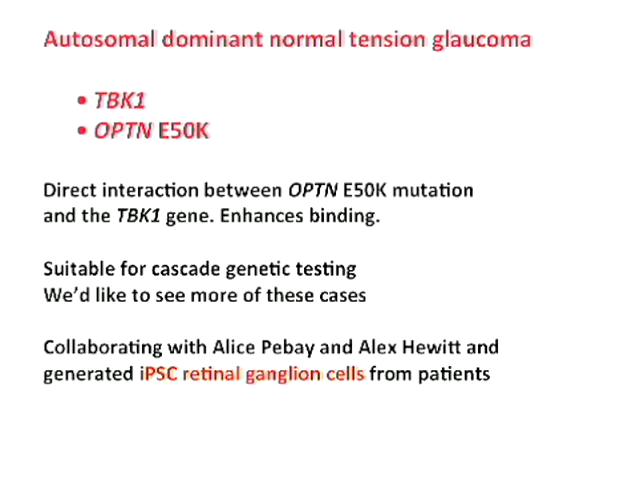 Autosomal dominant normal tension glaucoma
• TBK1
• OPTN E50K
Direct interaction between OPTN E50K mutation
and the TBK1 gene. Enhances binding.
Suitable for cascade genetic testing
We'd like to see more of these cases
Collaborating with Alice Pebay and Alex Hewitt and
generated iPSC retinal ganglion cells from patients